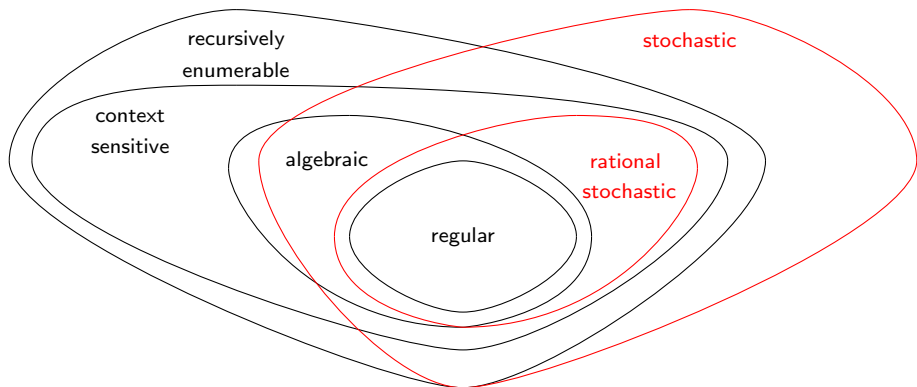 recursively
enumerable
stochastic
context
sensitive
algebraic
rational
stochastic
regular